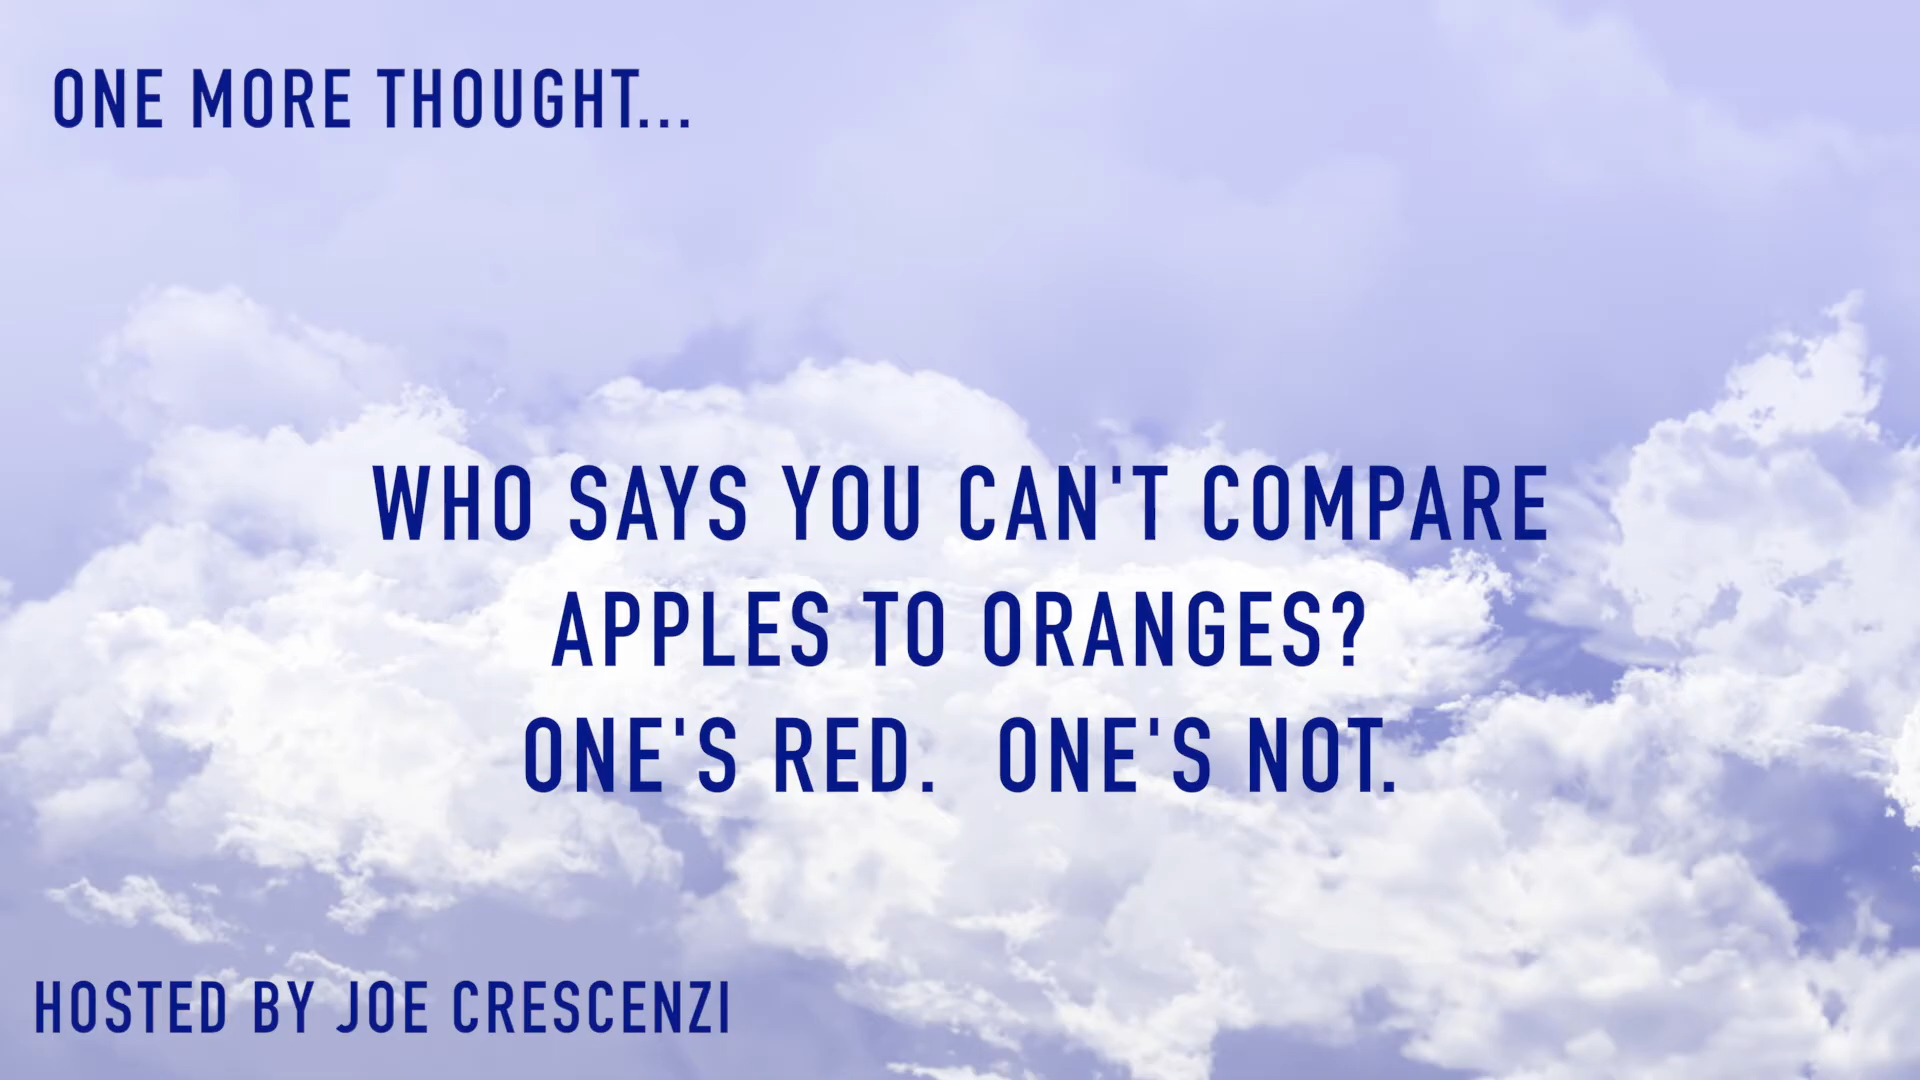 ONE MORE THOUGHT...
WHO SAYS YOU CAN'T COMPARE
APPLES TO ORANGES?
ONE'S RED.  ONE'S NOT.
HOSTED BY JOE CRESCENZI